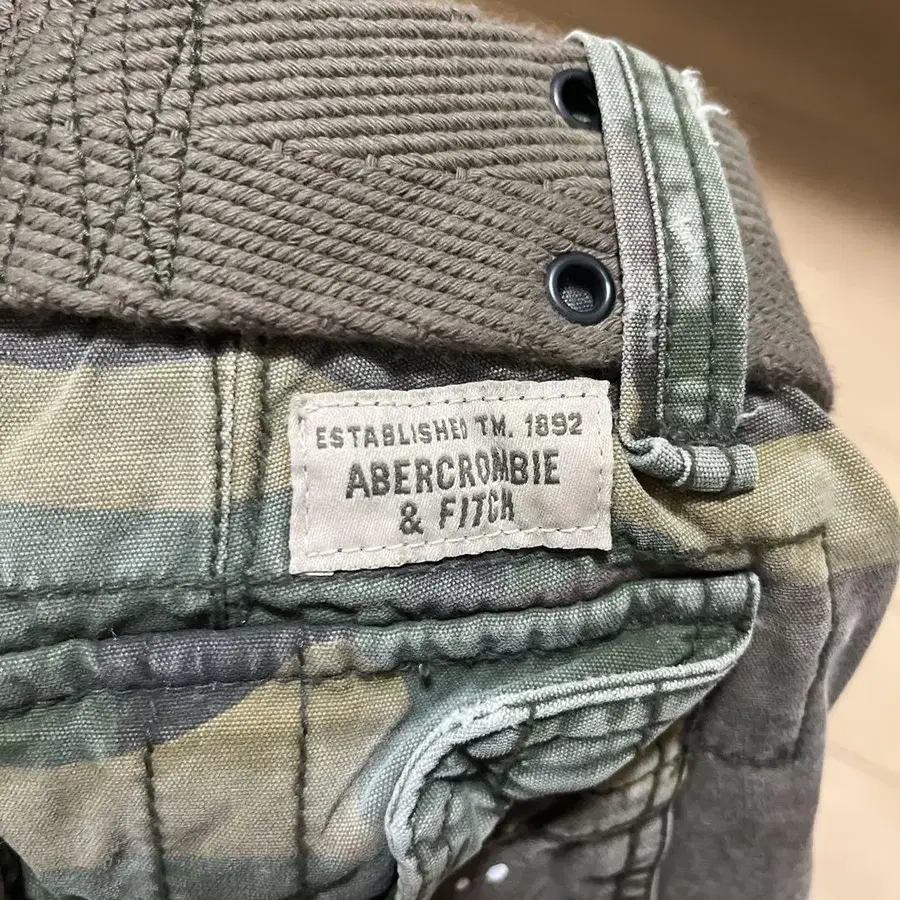 ESTABLISHED TM. 1892
ABERCROMBIE
& FITCH